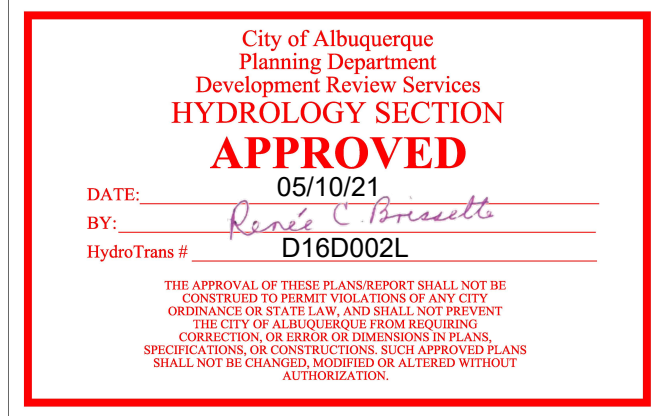 City of Albuquerque
Planning Department
Development Review Services
HYDROLOGY SECTION
APPROVED
DATE: 05/10/21
BY: Renée C. Brissette
HydroTrans # D16D002L
THE APPROVAL OF THESE PLANS/REPORT SHALL NOT BE
CONSTRUED TO PERMIT VIOLATIONS OF ANY CITY
ORDINANCE OR STATE LAW, AND SHALL NOT PREVENT
THE CITY OF ALBUQUERQUE FROM REQUIRING
CORRECTION, OR ERROR OR DIMENSIONS IN PLANS,
SPECIFICATIONS, OR CONSTRUCTIONS. SUCH APPROVED PLANS
SHALL NOT BE CHANGED, MODIFIED OR ALTERED WITHOUT
AUTHORIZATION.